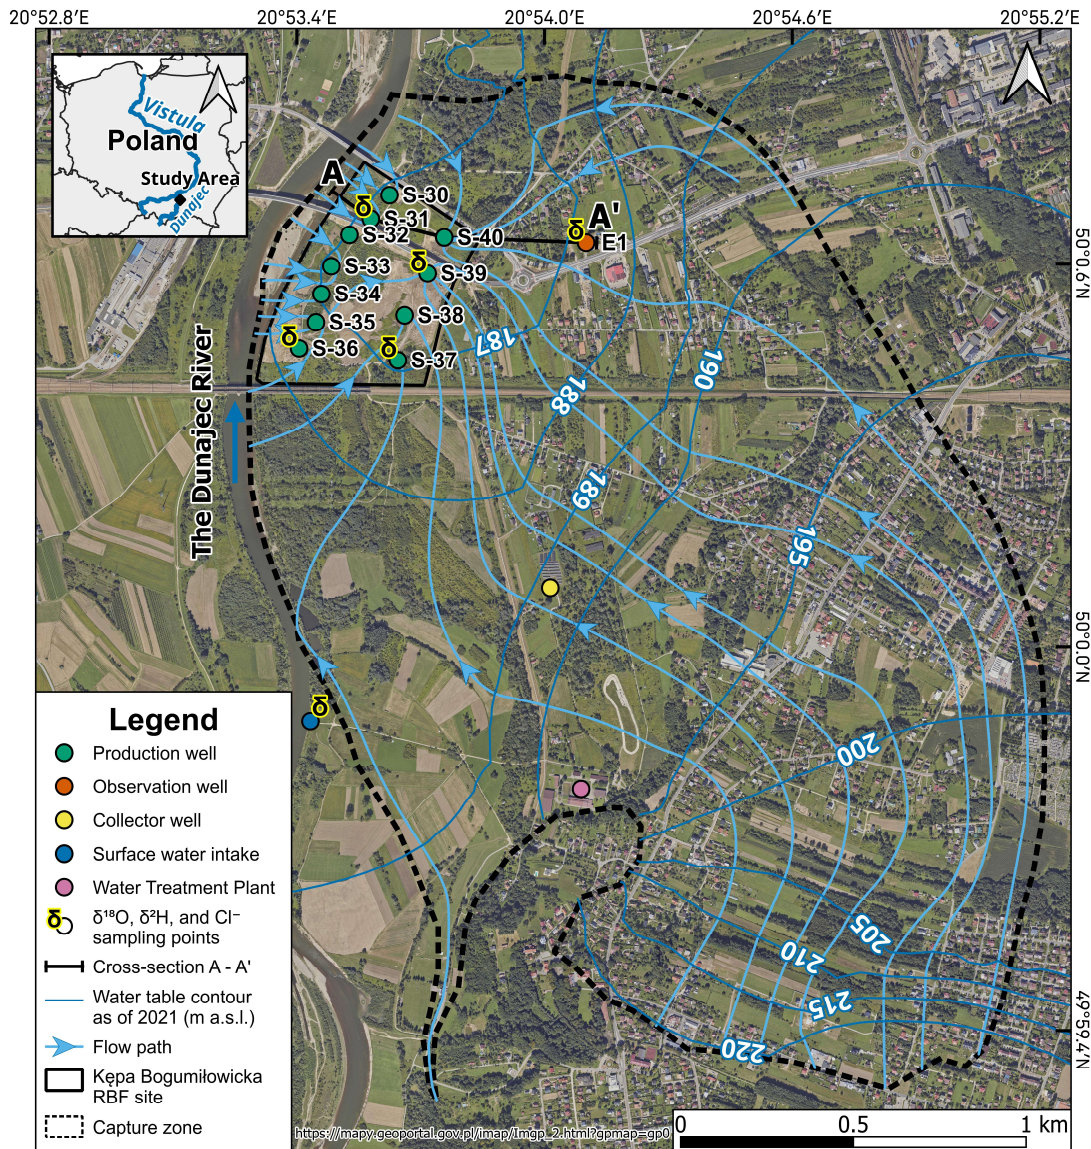 20°52.8'E 20°53.4'E 20°54.0'E 20°54.6'E 20°55.2'E
Vistula
Poland
Study Area
Dunajec
A
S-30
δ
S-31
S-32
S-40
δ
A'
E1
δ
S-39
S-33
S-34
S-38
S-35
δ
S-36
δ
S-37
50°0.6'N
50°0.0'N
49°59.4'N
The Dunajec River
187
188
190
189
195
200
205
210
215
220
δ
Legend
Production well
Observation well
Collector well
Surface water intake
Water Treatment Plant
δ
δ¹⁸O, δ²H, and Cl⁻
sampling points
Cross-section A - A'
Water table contour
as of 2021 (m a.s.l.)
Flow path
Kępa Bogumiłowicka
RBF site
Capture zone
https://mapy.geoportal.gov.pl/imap/Imgp_2.html?gpmap=gp0
0 0.5 1 km